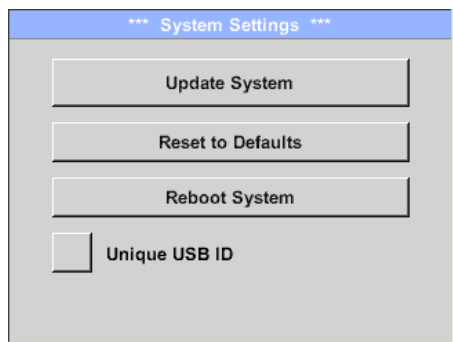 *** System Settings ***
Update System
Reset to Defaults
Reboot System
Unique USB ID